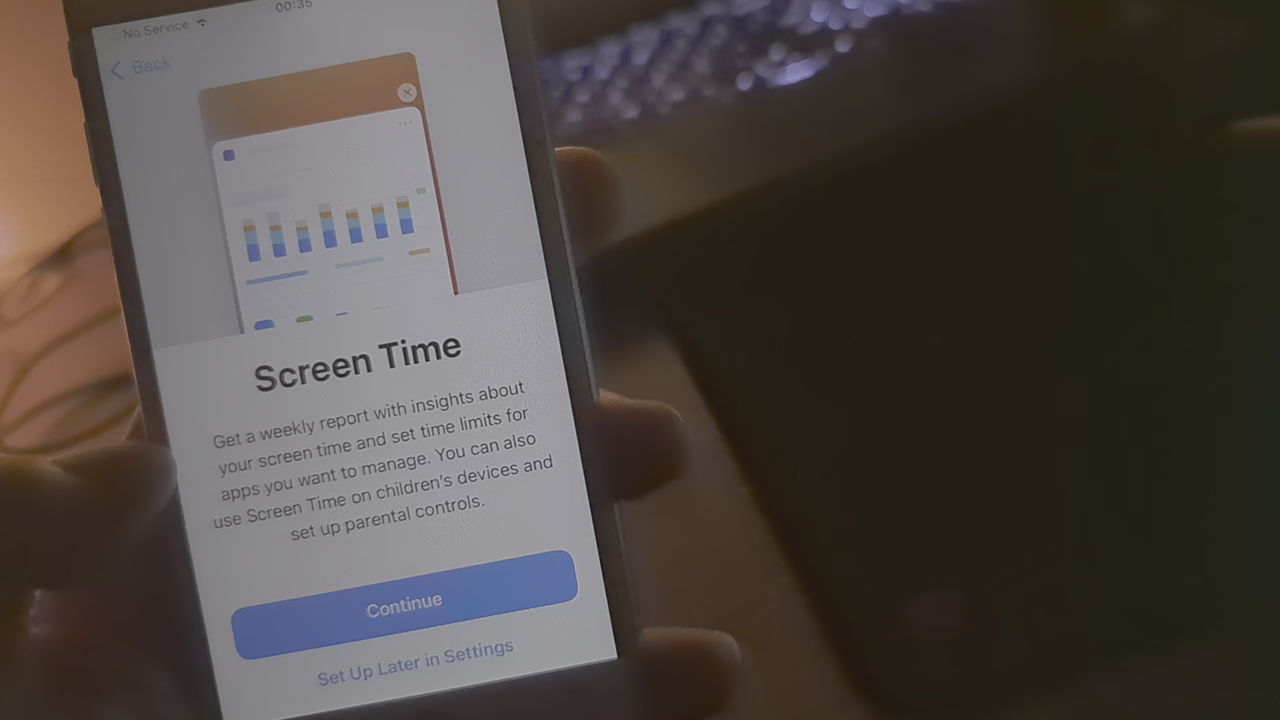 No Service 00:35
Back
Screen Time
Get a weekly report with insights about
your screen time and set time limits for
apps you want to manage. You can also
use Screen Time on children's devices and
set up parental controls.
Continue
Set Up Later in Settings